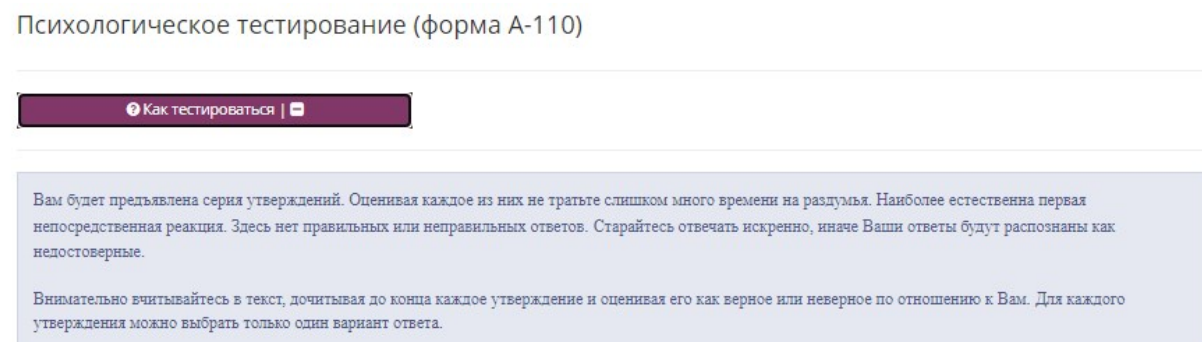 Психологическое тестирование (форма А-110)
Как тестироваться |
Вам будет предъявлена серия утверждений. Оценивая каждое из них не тратьте слишком много времени на раздумья. Наиболее естественна первая
непосредственная реакция. Здесь нет правильных или неправильных ответов. Старайтесь отвечать искренно, иначе Ваши ответы будут распознаны как
недостоверные.
Внимательно вчитывайтесь в текст, дочитывая до конца каждое утверждение и оценивая его как верное или неверное по отношению к Вам. Для каждого
утверждения можно выбрать только один вариант ответа.